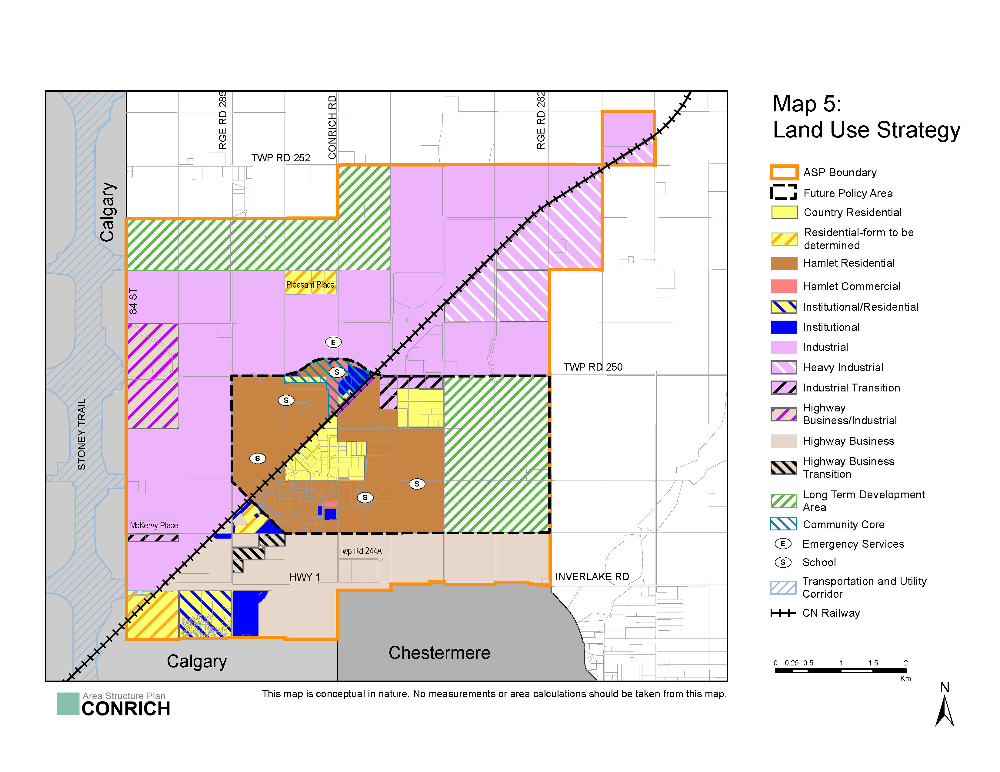 Map 5:
Land Use Strategy
RGE RD 285
CONRICH RD
RGE RD 282
TWP RD 252
Calgary
Pleasant Place
84 ST
E
TWP RD 250
S
S
STONEY TRAIL
S
S
S
McKervy Place
Twp Rd 244A
HWY 1
INVERLAKE RD
Calgary
Chestermere
ASP Boundary
Future Policy Area
Country Residential
Residential-form to be
determined
Hamlet Residential
Hamlet Commercial
Institutional/Residential
Institutional
Industrial
Heavy Industrial
Industrial Transition
Highway
Business/Industrial
Highway Business
Highway Business
Transition
Long Term Development
Area
Community Core
E Emergency Services
S School
Transportation and Utility
Corridor
CN Railway
0 0.25 0.5 1 1.5 2
Km
N
Area Structure Plan
CONRICH
This map is conceptual in nature. No measurements or area calculations should be taken from this map.